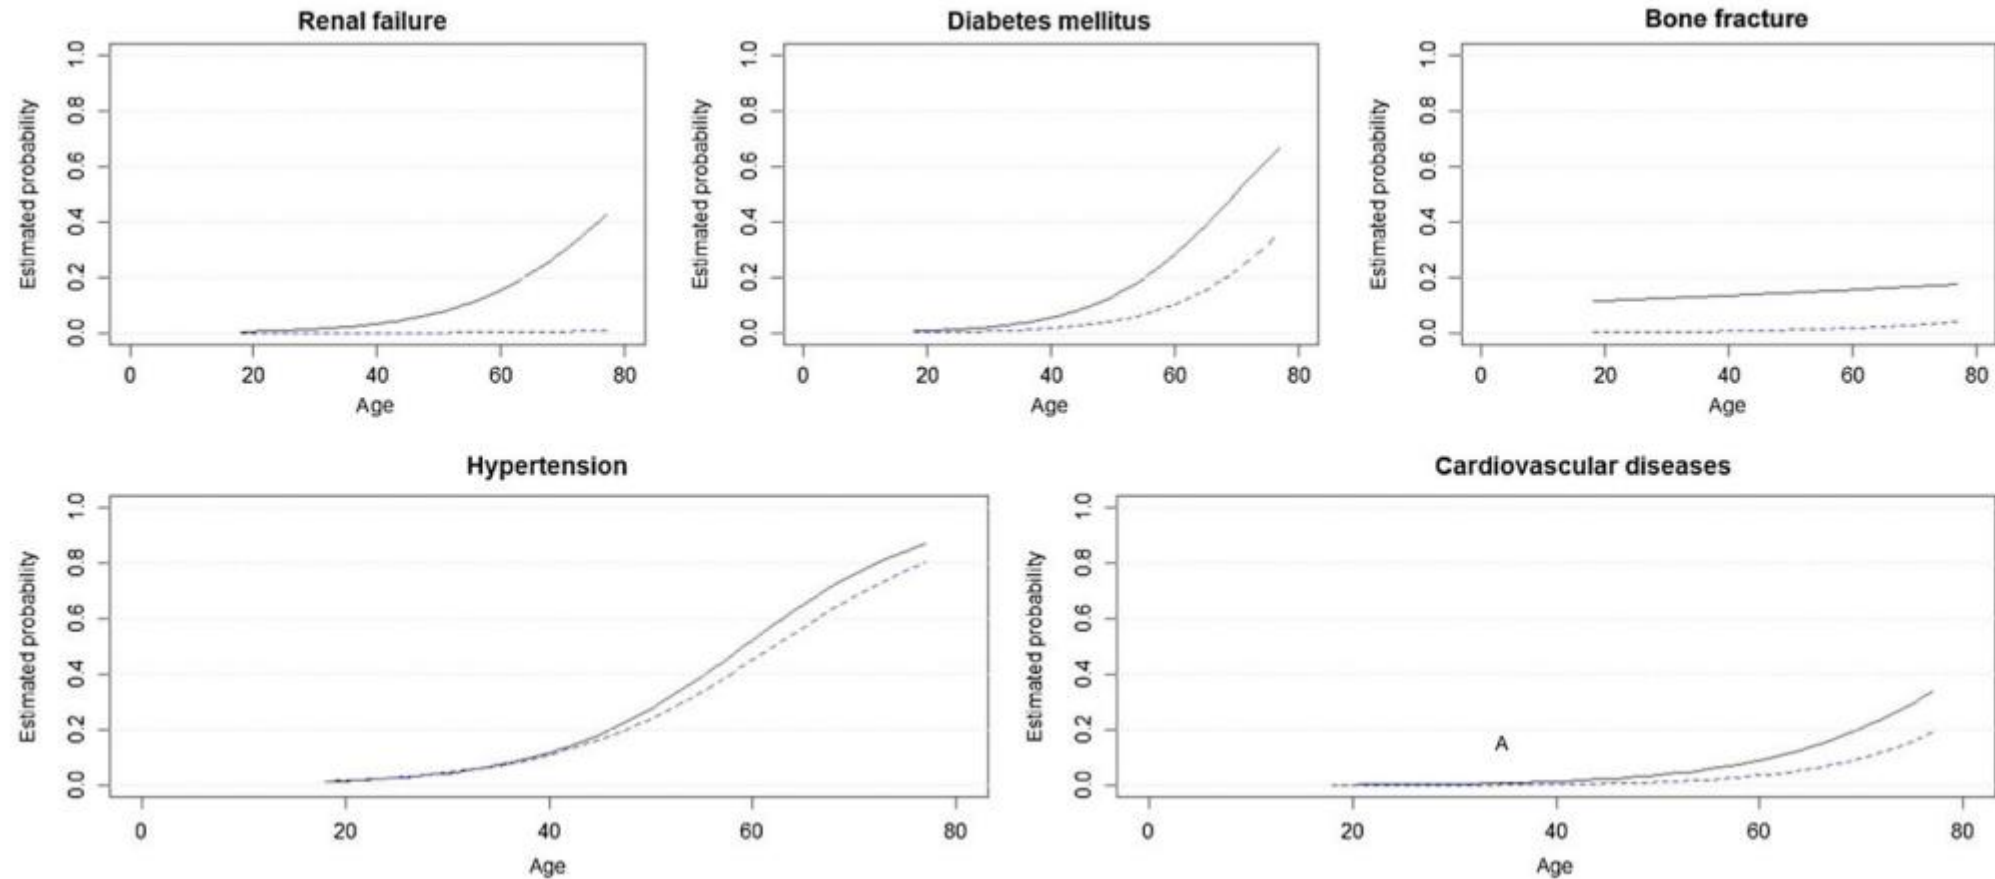 Renal failure
Estimated probability
1.0
0.8
0.6
0.4
0.2
0.0
0 20 40 60 80
Age
Diabetes mellitus
Estimated probability
1.0
0.8
0.6
0.4
0.2
0.0
0 20 40 60 80
Age
Bone fracture
Estimated probability
1.0
0.8
0.6
0.4
0.2
0.0
0 20 40 60 80
Age
Hypertension
Estimated probability
1.0
0.8
0.6
0.4
0.2
0.0
0 20 40 60 80
Age
Cardiovascular diseases
Estimated probability
1.0
0.8
0.6
0.4
0.2
0.0
A
0 20 40 60 80
Age